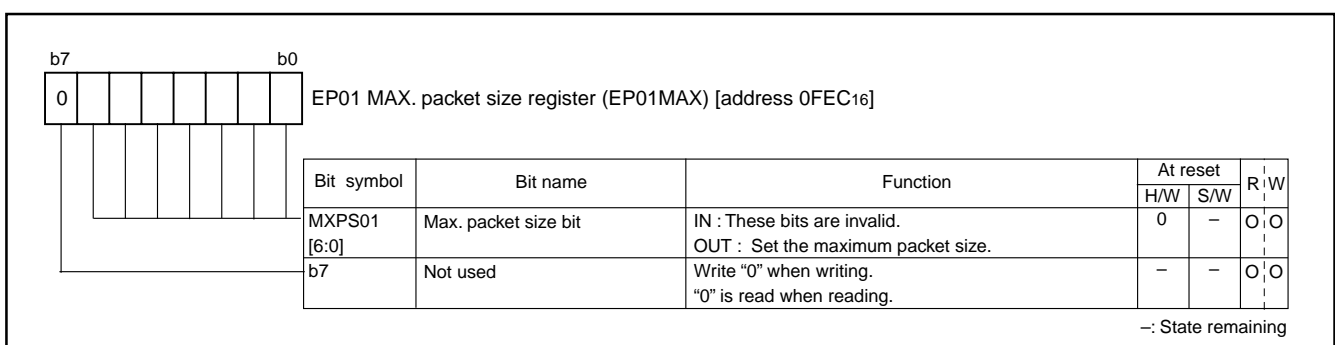 b7 b0
0 EP01 MAX. packet size register (EP01MAX) [address 0FEC16]
Bit symbol Bit name Function At reset R W
H/W S/W
MXPS01 Max. packet size bit IN : These bits are invalid. 0 – O O
[6:0] OUT : Set the maximum packet size.
b7 Not used Write “0” when writing. – – O O
“0” is read when reading.
–: State remaining